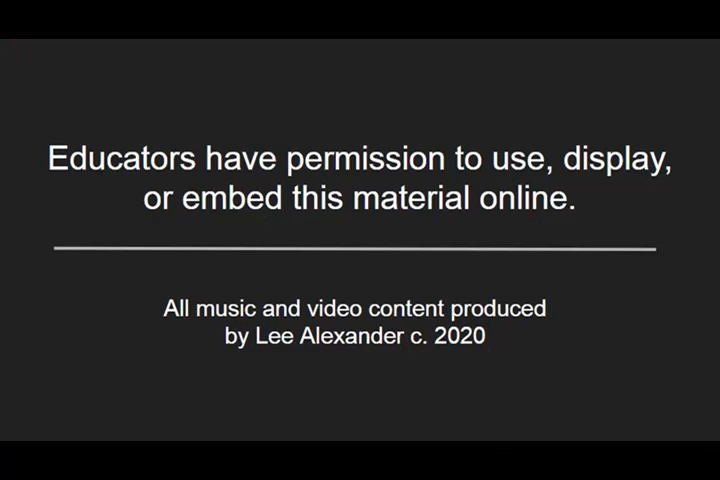 Educators have permission to use, display,
or embed this material online.
All music and video content produced
by Lee Alexander c. 2020